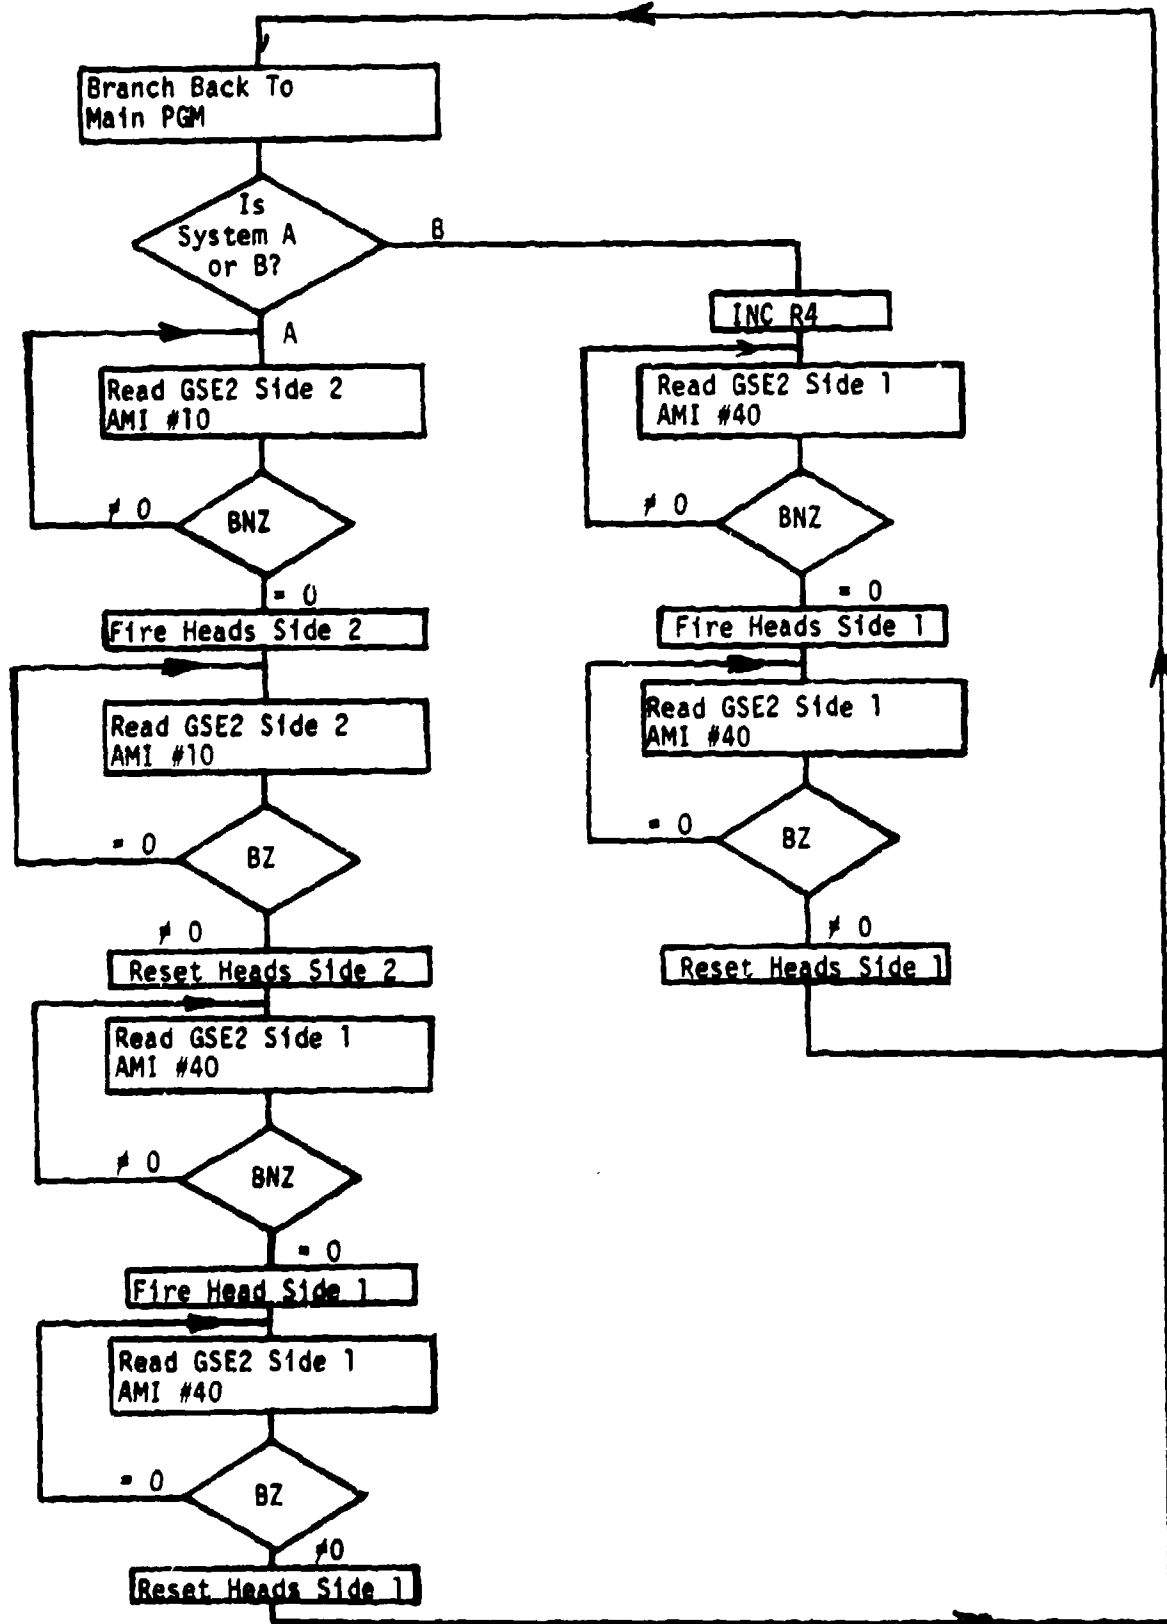 Branch Back To
Main PGM
Is
System A
or B?
B
A
INC R4
Read GSE2 Side 2
AMI #10
Read GSE2 Side 1
AMI #40
≠ 0
BNZ
≠ 0
BNZ
= 0
= 0
Fire Heads Side 2
Fire Heads Side 1
Read GSE2 Side 2
AMI #10
Read GSE2 Side 1
AMI #40
= 0
BZ
= 0
BZ
≠ 0
≠ 0
Reset Heads Side 2
Reset Heads Side 1
Read GSE2 Side 1
AMI #40
≠ 0
BNZ
= 0
Fire Head Side 1
Read GSE2 Side 1
AMI #40
= 0
BZ
≠0
Reset Heads Side 1